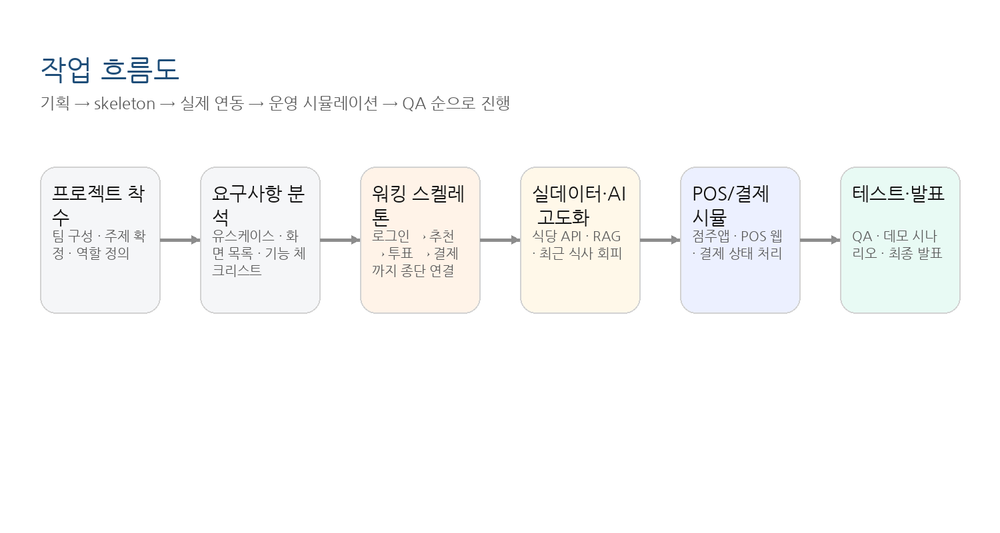 작업 흐름도
기획 → skeleton → 실제 연동 → 운영 시뮬레이션 → QA 순으로 진행
프로젝트 착
수
팀 구성 · 주제 확
정 · 역할 정의
요구사항 분
석
유스케이스 · 화
면 목록 · 기능 체
크리스트
워킹 스켈레
톤
로그인 → 추천
→ 투표 → 결제
까지 종단 연결
실데이터·AI
고도화
식당 API · RAG
· 최근 식사 회피
POS/결제
시뮬
점주앱 · POS 웹
· 결제 상태 처리
테스트·발표
QA · 데모 시나
리오 · 최종 발표